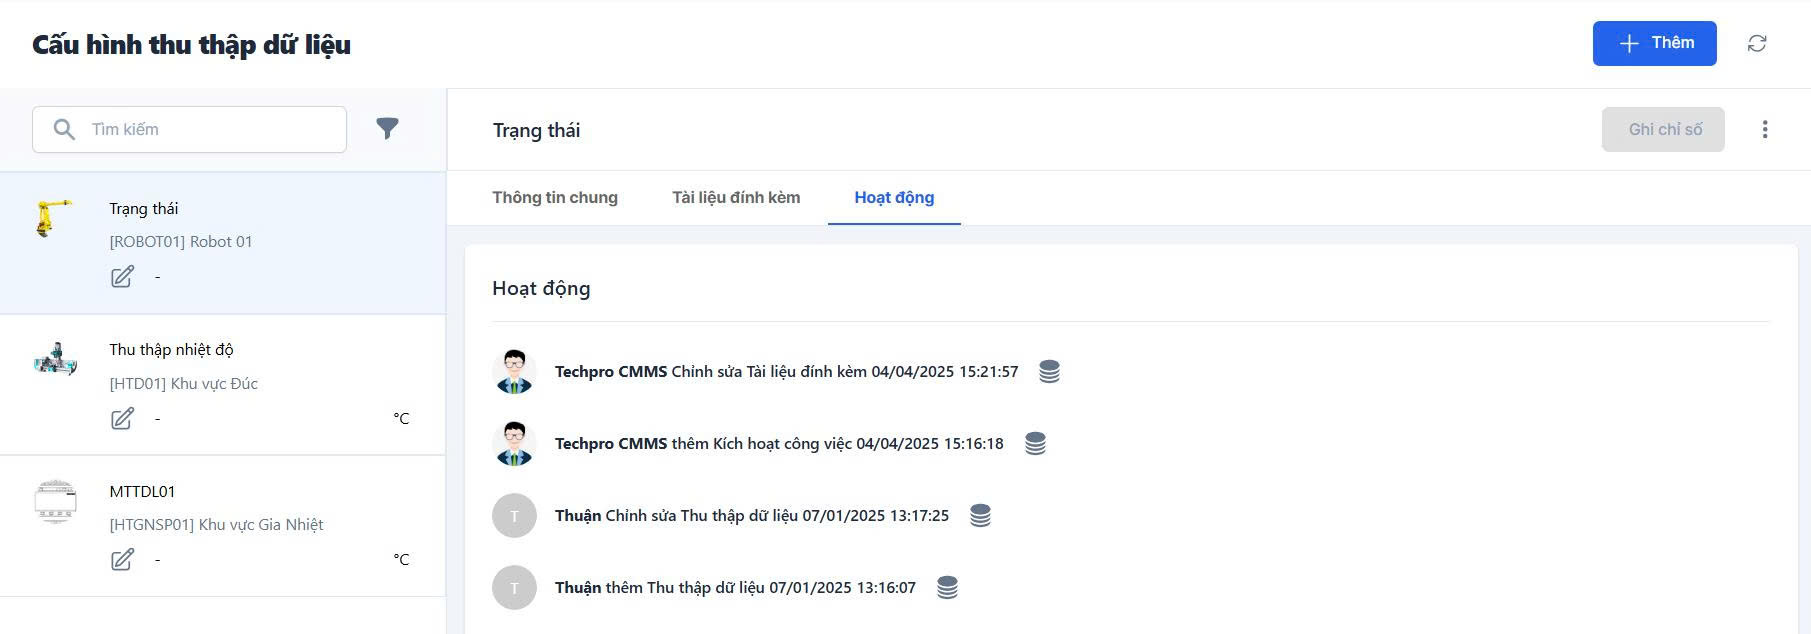 Cấu hình thu thập dữ liệu
Thêm
Tìm kiếm
Trạng thái
[ROBOT01] Robot 01
-
Thu thập nhiệt độ
[HTD01] Khu vực Đúc
- °C
MTTDL01
[HTGNSP01] Khu vực Gia Nhiệt
- °C
Trạng thái
Ghi chỉ số
Thông tin chung Tài liệu đính kèm Hoạt động
Hoạt động
Techpro CMMS Chỉnh sửa Tài liệu đính kèm 04/04/2025 15:21:57
Techpro CMMS thêm Kích hoạt công việc 04/04/2025 15:16:18
T Thuận Chỉnh sửa Thu thập dữ liệu 07/01/2025 13:17:25
T Thuận thêm Thu thập dữ liệu 07/01/2025 13:16:07